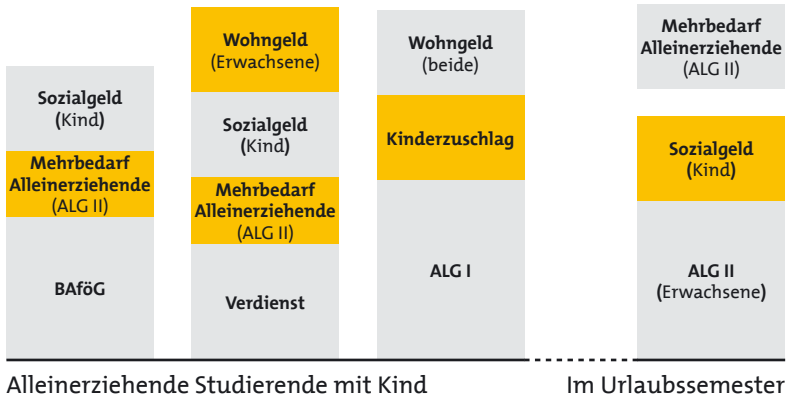 Sozialgeld
(Kind)
Mehrbedarf
Alleinerziehende
(ALG II)
BAföG
Wohngeld
(Erwachsene)
Sozialgeld
(Kind)
Mehrbedarf
Alleinerziehende
(ALG II)
Verdienst
Wohngeld
(beide)
Kinderzuschlag
ALG I
Mehrbedarf
Alleinerziehende
(ALG II)
Sozialgeld
(Kind)
ALG II
(Erwachsene)
Alleinerziehende Studierende mit Kind
Im Urlaubssemester